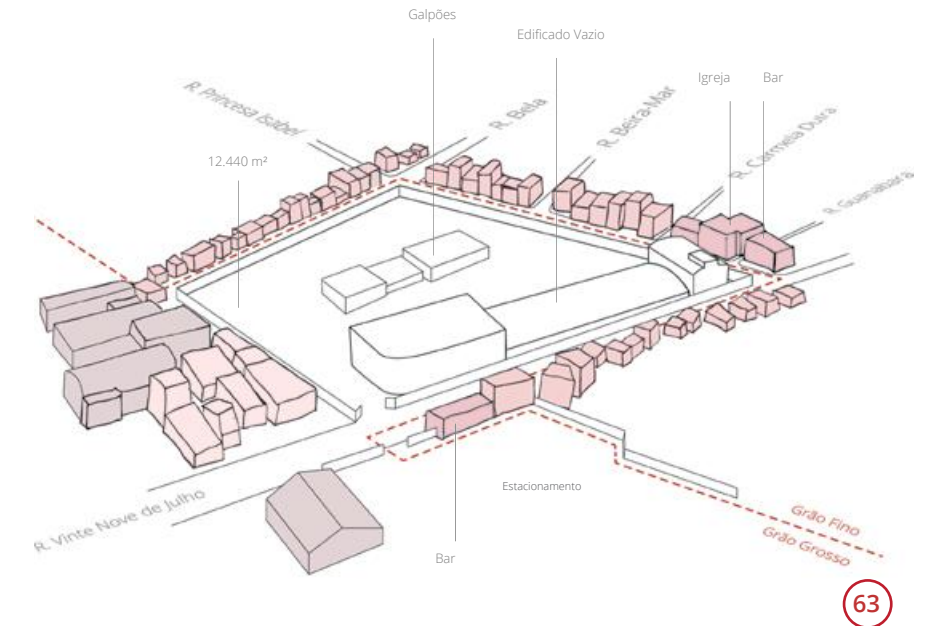 Galpões
Edificado Vazio
Igreja
Bar
R. Princesa Isabel
R. Bela
R. Beira-Mar
R. Carmela Dutra
R. Guanabara
12.440 m²
Estacionamento
R. Vinte Nove de Julho
Grão Fino
Grão Grosso
Bar
63